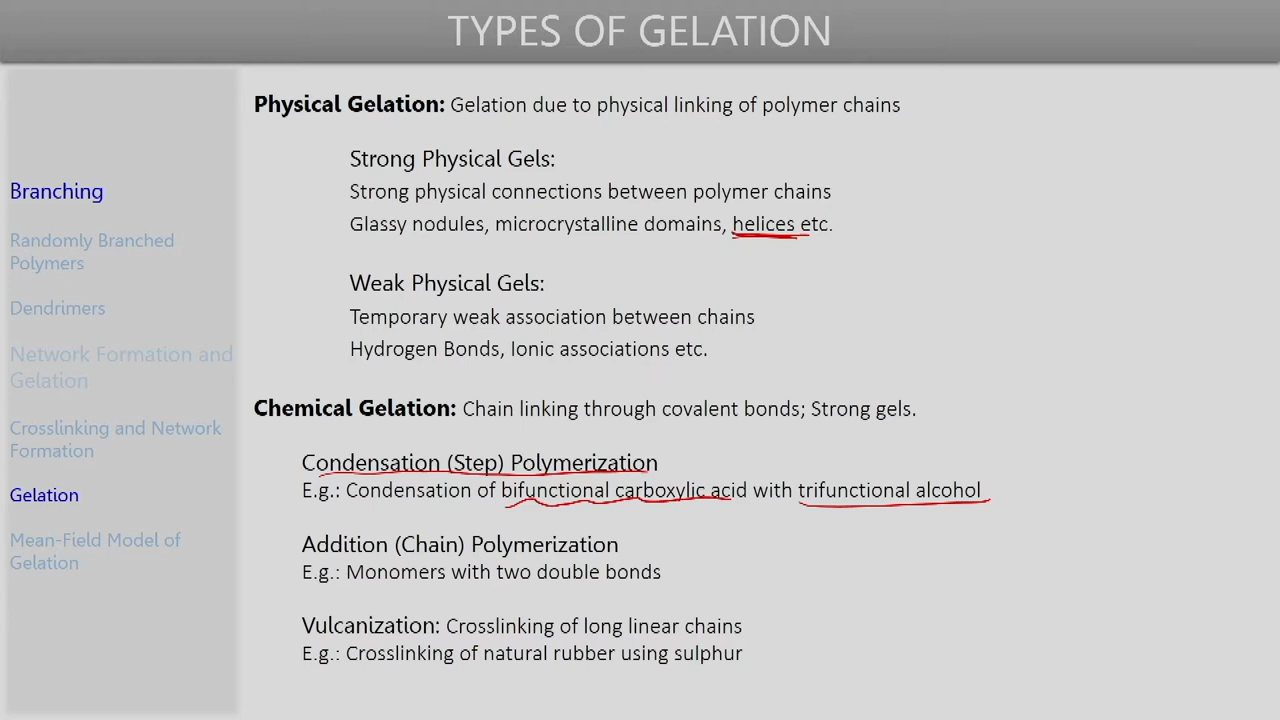 TYPES OF GELATION
Branching
Randomly Branched
Polymers
Dendrimers
Network Formation and
Gelation
Crosslinking and Network
Formation
Gelation
Mean-Field Model of
Gelation
Physical Gelation: Gelation due to physical linking of polymer chains
Strong Physical Gels:
Strong physical connections between polymer chains
Glassy nodules, microcrystalline domains, helices etc.
Weak Physical Gels:
Temporary weak association between chains
Hydrogen Bonds, Ionic associations etc.
Chemical Gelation: Chain linking through covalent bonds; Strong gels.
Condensation (Step) Polymerization
E.g.: Condensation of bifunctional carboxylic acid with trifunctional alcohol
Addition (Chain) Polymerization
E.g.: Monomers with two double bonds
Vulcanization: Crosslinking of long linear chains
E.g.: Crosslinking of natural rubber using sulphur